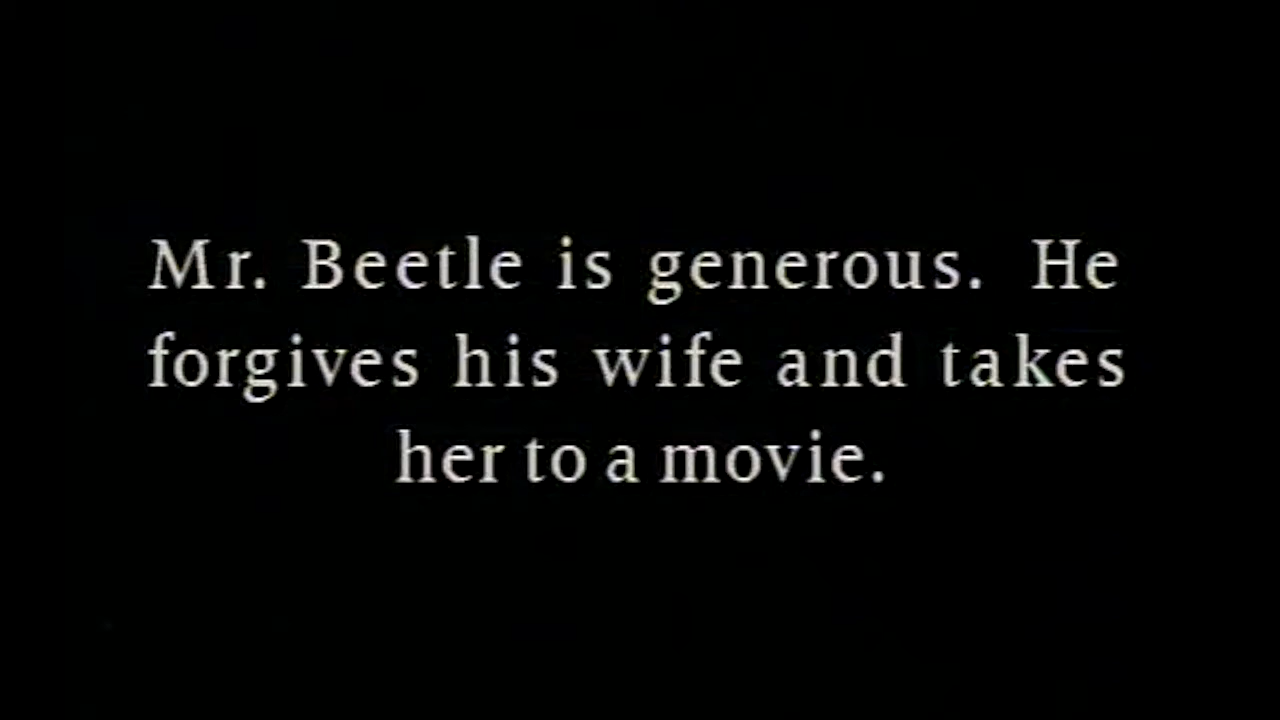 Mr. Beetle is generous. He
forgives his wife and takes
her to a movie.